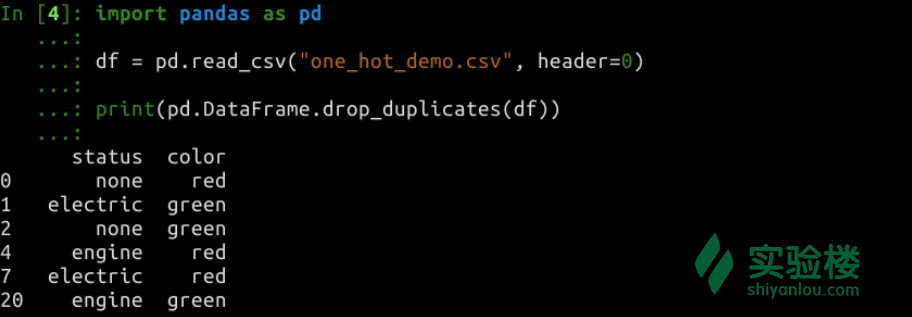 In [4]: import pandas as pd
...:
...: df = pd.read_csv("one_hot_demo.csv", header=0)
...:
...: print(pd.DataFrame.drop_duplicates(df))
...:
status color
0 none red
1 electric green
2 none green
4 engine red
7 electric red
20 engine green
实验楼
shiyanlou.com